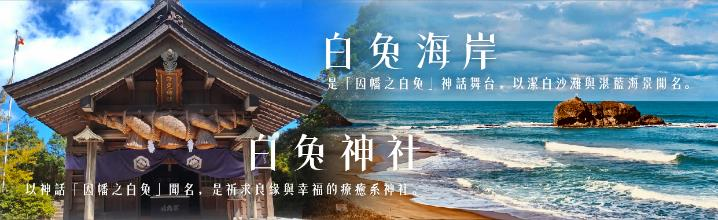 白兔海岸
是「因幡之白兔」神話舞台，以潔白沙灘與湛藍海景聞名。
白兔神社
以神話「因幡之白兔」聞名，是祈求良緣與幸福的療癒系神社。